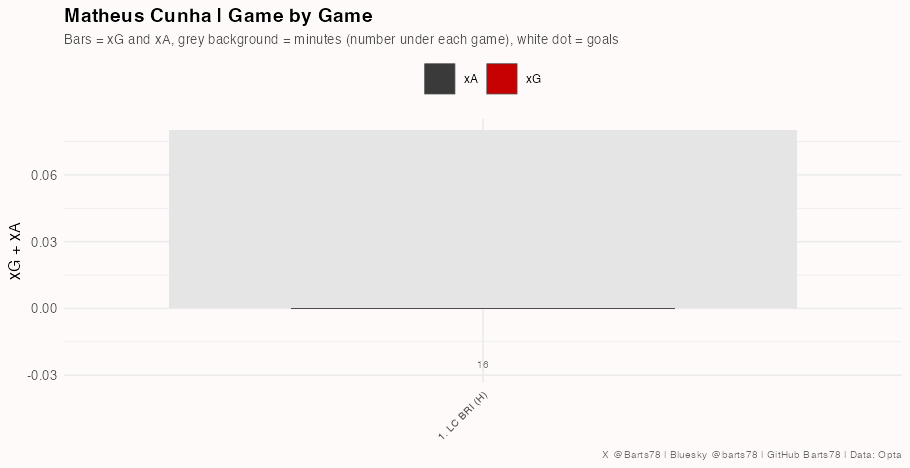 Matheus Cunha | Game by Game
Bars = xG and xA, grey background = minutes (number under each game), white dot = goals
xA xG
xG + xA
0.06
0.03
0.00
-0.03
16
1. LC BRI (H)
X @Barts78 | Bluesky @barts78 | GitHub Barts78 | Data: Opta